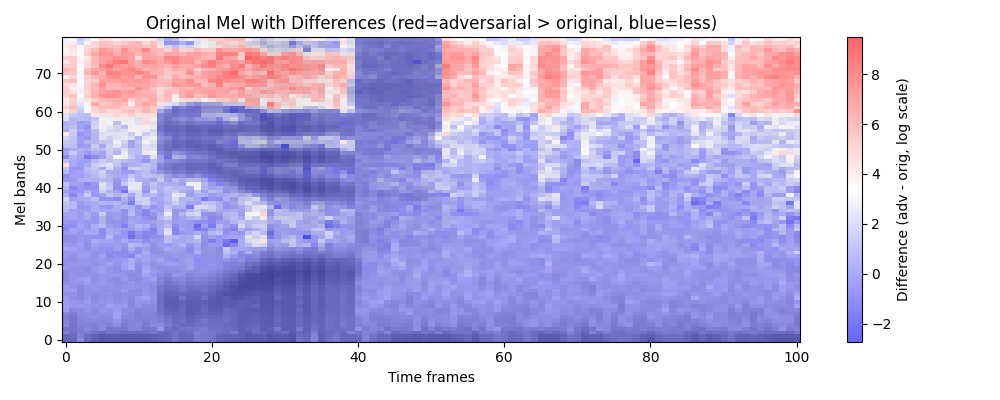 Original Mel with Differences (red=adversarial > original, blue=less)
Mel bands
70
60
50
40
30
20
10
0
0 20 40 60 80 100
Time frames
8
6
4
2
0
−2
Difference (adv - orig, log scale)